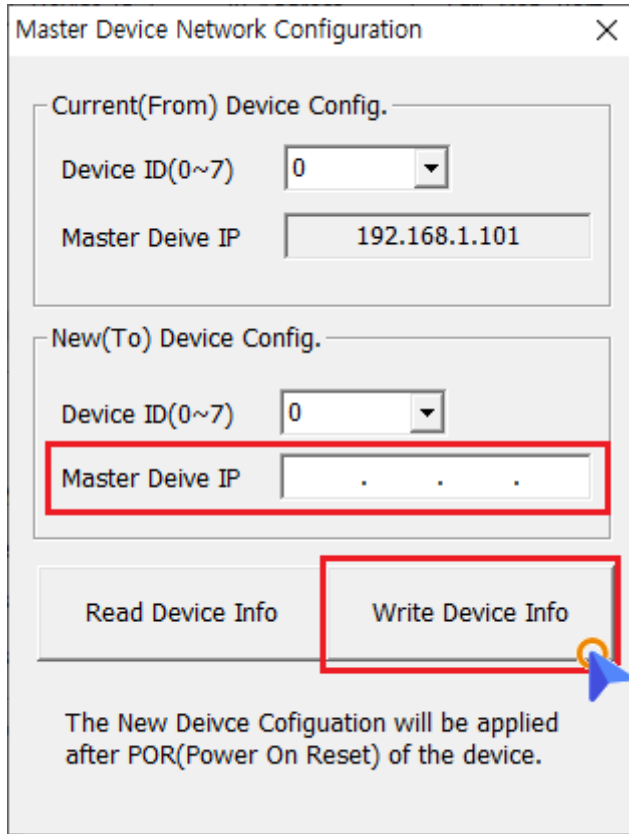 Master Device Network Configuration
Current(From) Device Config.
Device ID(0~7) 0
Master Deive IP 192.168.1.101
New(To) Device Config.
Device ID(0~7) 0
Master Deive IP . . .
Read Device Info Write Device Info
The New Deivce Cofiguation will be applied
after POR(Power On Reset) of the device.